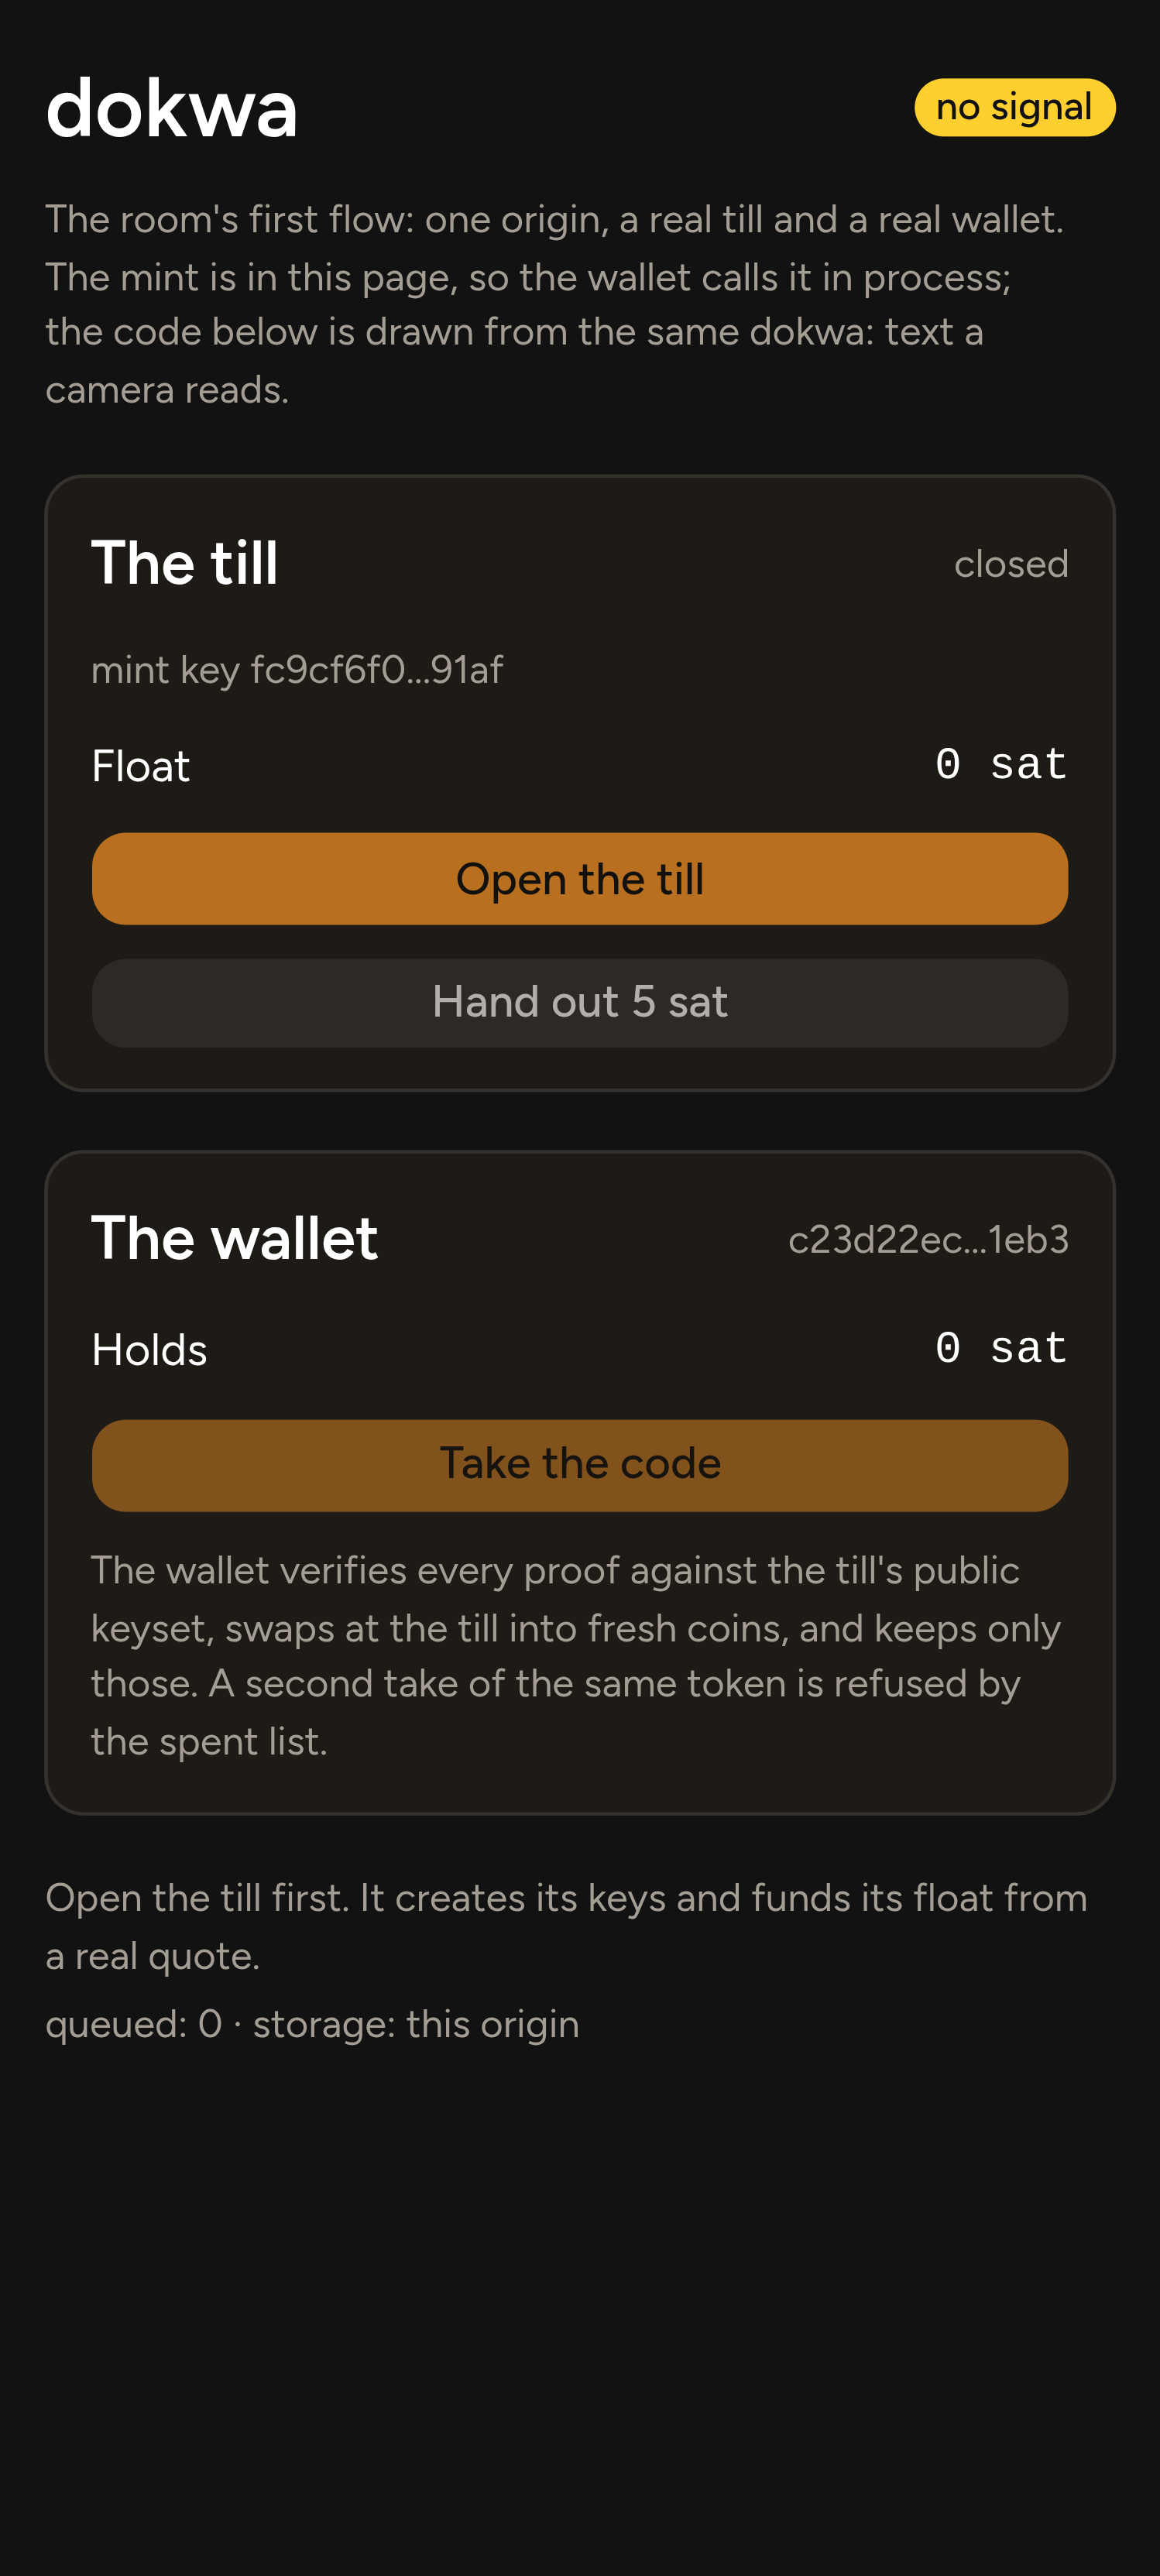 dokwa
no signal
The room's first flow: one origin, a real till and a real wallet.
The mint is in this page, so the wallet calls it in process;
the code below is drawn from the same dokwa: text a
camera reads.
The till
closed
mint key fc9cf6f0…91af
Float
0 sat
Open the till
Hand out 5 sat
The wallet
c23d22ec…1eb3
Holds
0 sat
Take the code
The wallet verifies every proof against the till's public
keyset, swaps at the till into fresh coins, and keeps only
those. A second take of the same token is refused by
the spent list.
Open the till first. It creates its keys and funds its float from
a real quote.
queued: 0 · storage: this origin